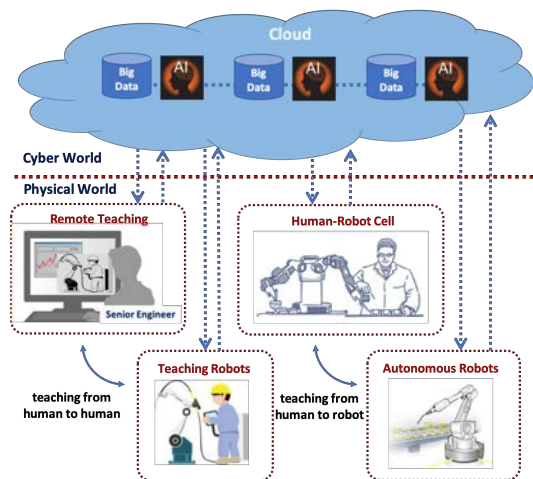 Cloud
Big
Data
AI
Big
Data
AI
Big
Data
AI
Cyber World
Physical World
Remote Teaching
Senior Engineer
Human-Robot Cell
teaching from
human to human
Teaching Robots
teaching from
human to robot
Autonomous Robots